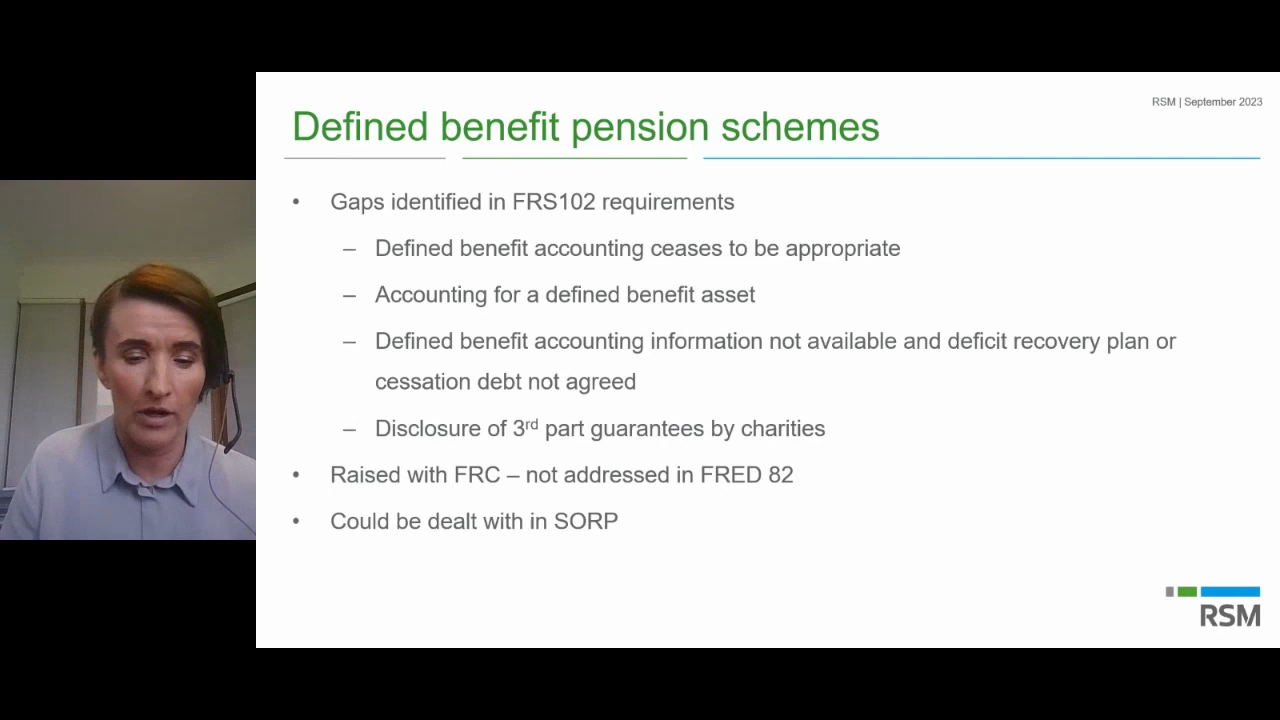 RSM | September 2023
Defined benefit pension schemes
• Gaps identified in FRS102 requirements
– Defined benefit accounting ceases to be appropriate
– Accounting for a defined benefit asset
– Defined benefit accounting information not available and deficit recovery plan or
cessation debt not agreed
– Disclosure of 3rd part guarantees by charities
• Raised with FRC – not addressed in FRED 82
• Could be dealt with in SORP
RSM